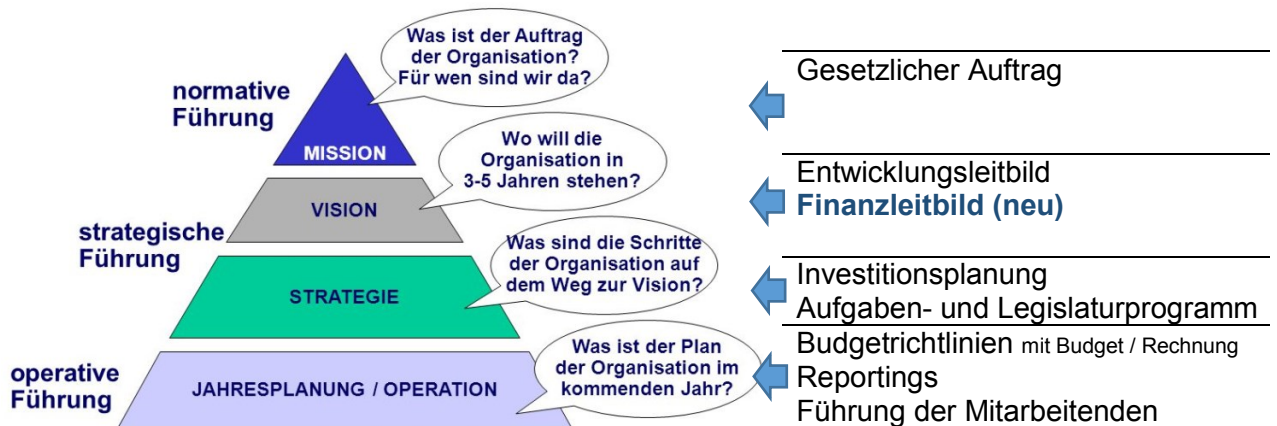 Was ist der Auftrag
der Organisation?
Für wen sind wir da?
normative
Führung
MISSION
Gesetzlicher Auftrag
Wo will die
Organisation in
3-5 Jahren stehen?
VISION
Entwicklungsleitbild
Finanzleitbild (neu)
strategische
Führung
Was sind die Schritte
der Organisation auf
dem Weg zur Vision?
STRATEGIE
Investitionsplanung
Aufgaben- und Legislaturprogramm
operative
Führung
Was ist der Plan
der Organisation im
kommenden Jahr?
JAHRESPLANUNG / OPERATION
Budgetrichtlinien mit Budget / Rechnung
Reportings
Führung der Mitarbeitenden